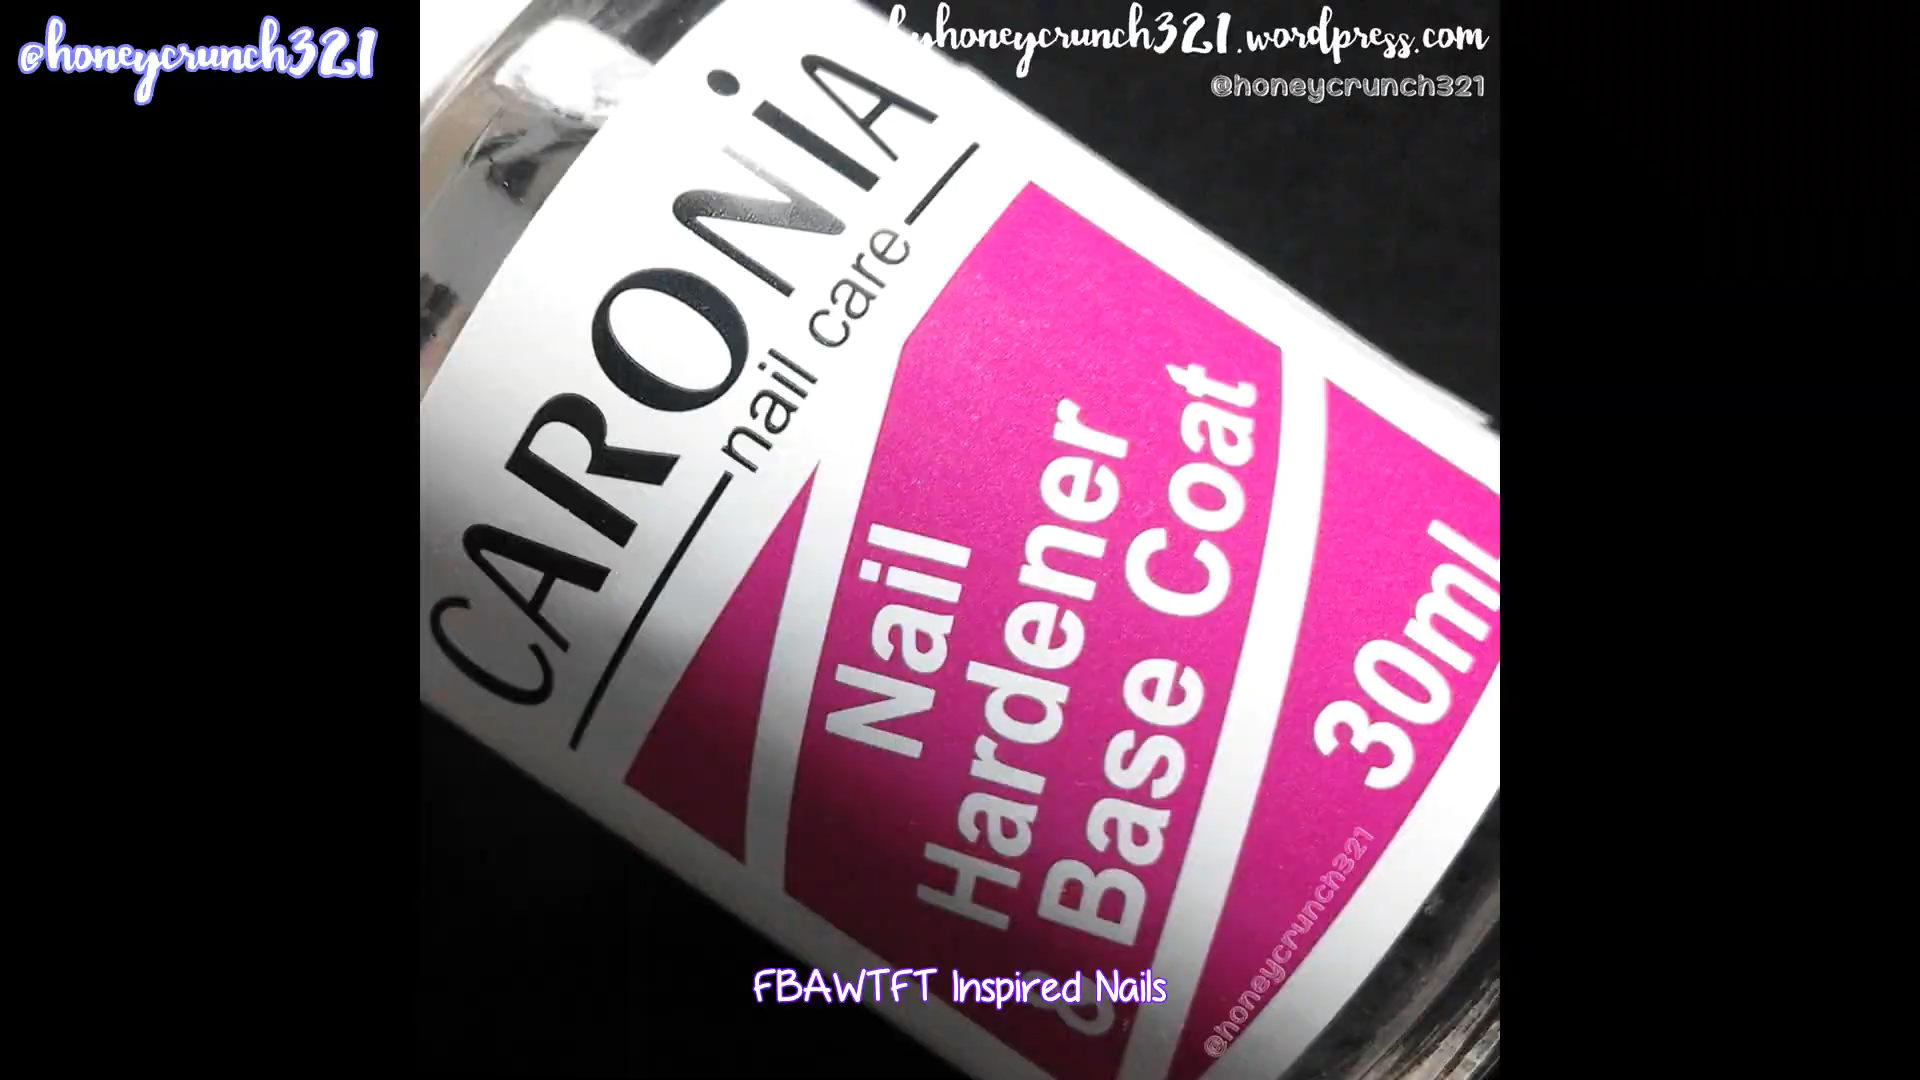 @honeycrunch321
honeycrunch321.wordpress.com
@honeycrunch321
CARONiA
nail care
Nail
Hardener
& Base Coat
30ml
@honeycrunch321
FBAWTFT Inspired Nails